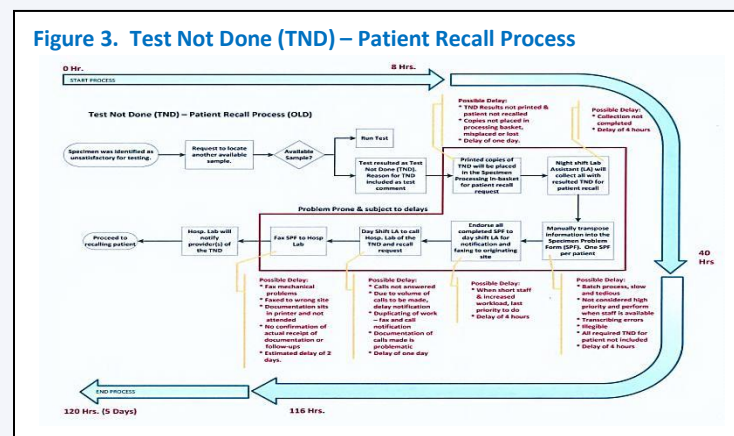 Figure 3. Test Not Done (TND) – Patient Recall Process
0 Hr.
8 Hrs.
START PROCESS
Test Not Done (TND) – Patient Recall Process (OLD)
Possible Delay:
* TND Results not printed &
patient not recalled
* Copies not placed in
processing basket,
misplaced or lost
* Delay of one day.
Possible Delay:
* Collection not
completed
* Delay of 4 hours
Specimen was identified as
unsatisfactory for testing.
Request to locate
another available
sample.
Available
Sample?
Run Test
Test resulted as Test
Not Done (TND).
Reason for TND
included as test
comment
Printed copies of
TND will be placed
in the Specimen
Processing In-basket
for patient recall
request
Night shift Lab
Assistant (LA) will
collect all with
resulted TND for
patient recall
Problem Prone & subject to delays
Proceed to
recalling patient
Hosp. Lab will
notify
provider(s) of
the TND
Fax SPF to Hosp
Lab
Day Shift LA to call
Hosp. Lab of the
TND and recall
request
Endorse all
completed SPF to
day shift LA for
notification and
faxing to originating
site
Manually transpose
information into the
Specimen Problem
Form (SPF). One SPF
per patient
40
Hrs
Possible Delay:
* Fax mechanical
problems
* Faxed to wrong site
* Documentation sits
in printer and not
attended
* No confirmation of
actual receipt of
documentation or
follow-ups
* Estimated delay of 2
days.
Possible Delay:
* Calls not answered
* Due to volume of
calls to be made,
delay notification
* Duplicating of work
– fax and call
notification
* Documentation of
calls made is
problematic
* Delay of one day
Possible Delay:
* When short staff
& increased
workload, last
priority to do
* Delay of 4 hours
Possible Delay:
* Batch process, slow
and tedious
* Not considered high
priority and perform
when staff is available
* Transcribing errors
* Illegible
* All required TND for
patient not included
* Delay of 4 hours
END PROCESS
120 Hrs. (5 Days)
116 Hrs.